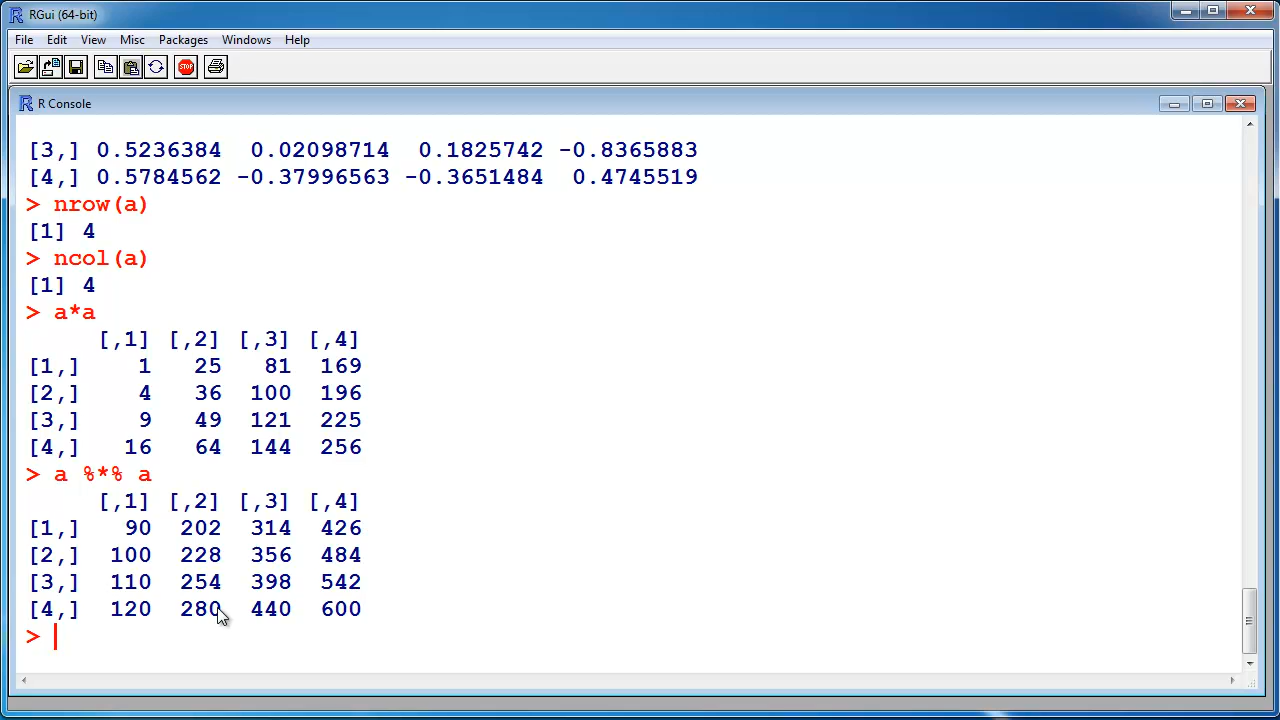 RGui (64-bit)
File Edit View Misc Packages Windows Help
STOP
R Console
[3,] 0.5236384 0.02098714 0.1825742 -0.8365883
[4,] 0.5784562 -0.37996563 -0.3651484 0.4745519
> nrow(a)
[1] 4
> ncol(a)
[1] 4
> a*a
[,1] [,2] [,3] [,4]
[1,] 1 25 81 169
[2,] 4 36 100 196
[3,] 9 49 121 225
[4,] 16 64 144 256
> a %*% a
[,1] [,2] [,3] [,4]
[1,] 90 202 314 426
[2,] 100 228 356 484
[3,] 110 254 398 542
[4,] 120 280 440 600
>